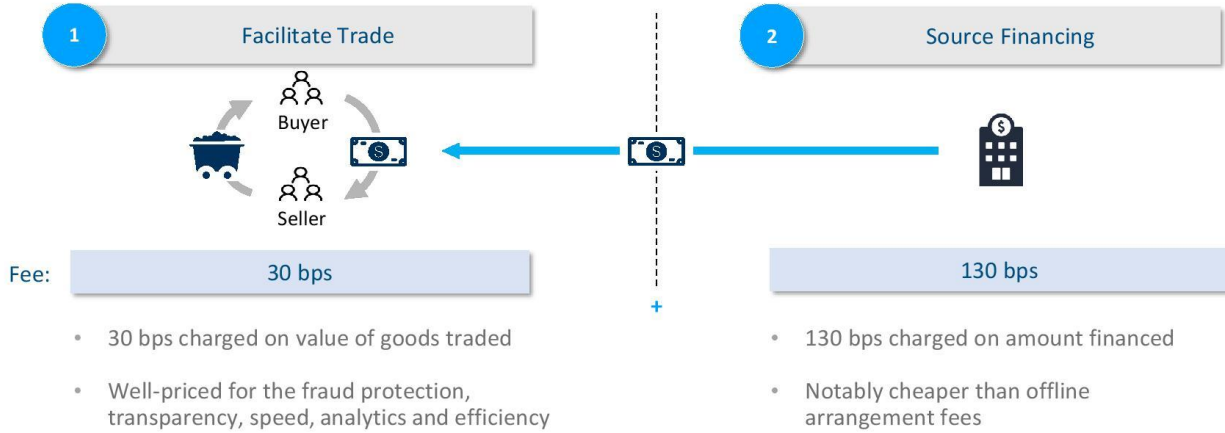 1
Facilitate Trade
Buyer
$
Seller
Fee:
30 bps
• 30 bps charged on value of goods traded
• Well-priced for the fraud protection,
transparency, speed, analytics and efficiency
$
+
2
Source Financing
$
130 bps
• 130 bps charged on amount financed
• Notably cheaper than offline
arrangement fees